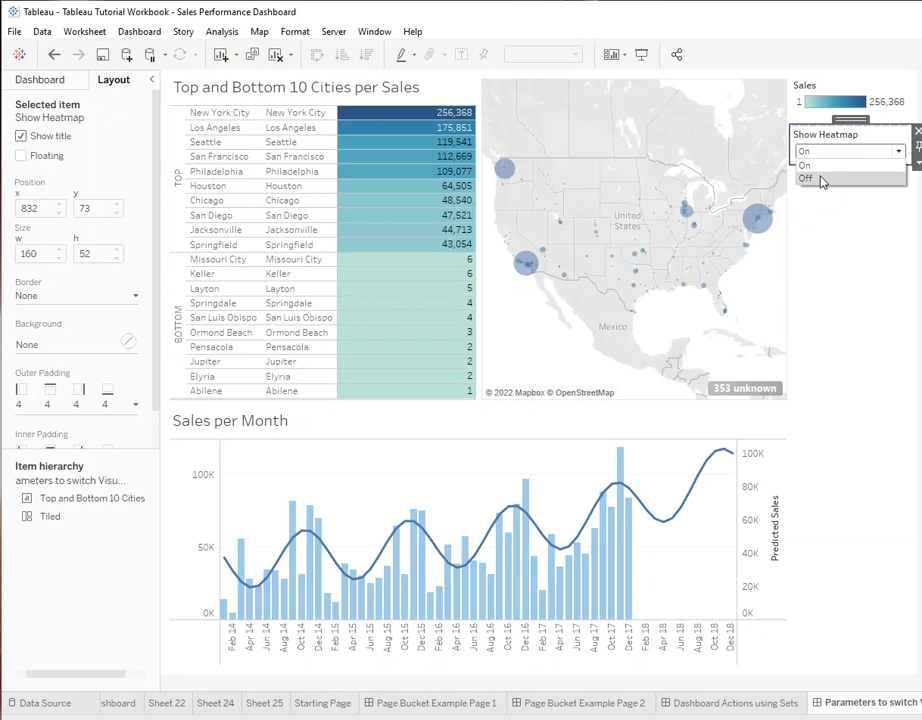 Tableau - Tableau Tutorial Workbook - Sales Performance Dashboard
File Data Worksheet Dashboard Story Analysis Map Format Server Window Help
Dashboard Layout
Selected item
Show Heatmap
Show title
Floating
Position
x y
832 73
Size
w h
160 52
Border
None
Background
None
Outer Padding
4 4 4 4
Inner Padding
Item hierarchy
ameters to switch Visu...
Top and Bottom 10 Cities
Tiled
Top and Bottom 10 Cities per Sales
TOP
New York City New York City 256,368
Los Angeles Los Angeles 175,851
Seattle Seattle 119,541
San Francisco San Francisco 112,669
Philadelphia Philadelphia 109,077
Houston Houston 64,505
Chicago Chicago 48,540
San Diego San Diego 47,521
Jacksonville Jacksonville 44,713
Springfield Springfield 43,054
BOTTOM
Missouri City Missouri City 6
Keller Keller 6
Layton Layton 5
Springdale Springdale 4
San Luis Obispo San Luis Obispo 4
Ormond Beach Ormond Beach 3
Pensacola Pensacola 2
Jupiter Jupiter 2
Elyria Elyria 2
Abilene Abilene 1
United
States
Mexico
© 2022 Mapbox © OpenStreetMap
353 unknown
Sales
1 256,368
Show Heatmap
On
On
Off
Sales per Month
100K
50K
0K
100K
80K
60K
40K
20K
0K
Predicted Sales
Feb 14 Apr 14 Jun 14 Aug 14 Oct 14 Dec 14 Feb 15 Apr 15 Jun 15 Aug 15 Oct 15 Dec 15 Feb 16 Apr 16 Jun 16 Aug 16 Oct 16 Dec 16 Feb 17 Apr 17 Jun 17 Aug 17 Oct 17 Dec 17 Feb 18 Apr 18 Jun 18 Aug 18 Oct 18 Dec 18
Data Source shboard Sheet 22 Sheet 24 Sheet 25 Starting Page Page Bucket Example Page 1 Page Bucket Example Page 2 Dashboard Actions using Sets Parameters to switch